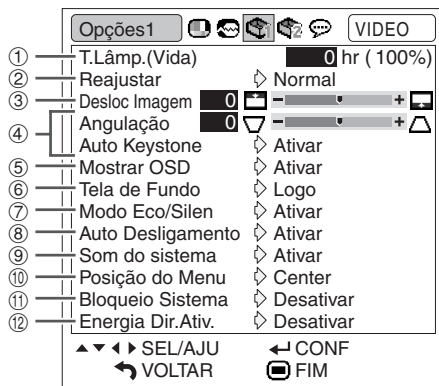 Opções1 VIDEO
① T.Lâmp.(Vida) 0 hr ( 100%)
② Reajustar Normal
③ Desloc Imagem 0 − +
④ Angulação 0 − +
Auto Keystone Ativar
⑤ Mostrar OSD Ativar
⑥ Tela de Fundo Logo
⑦ Modo Eco/Silen Ativar
⑧ Auto Desligamento Ativar
⑨ Som do sistema Ativar
⑩ Posição do Menu Center
⑪ Bloqueio Sistema Desativar
⑫ Energia Dir.Ativ. Desativar
SEL/AJU CONF
VOLTAR FIM